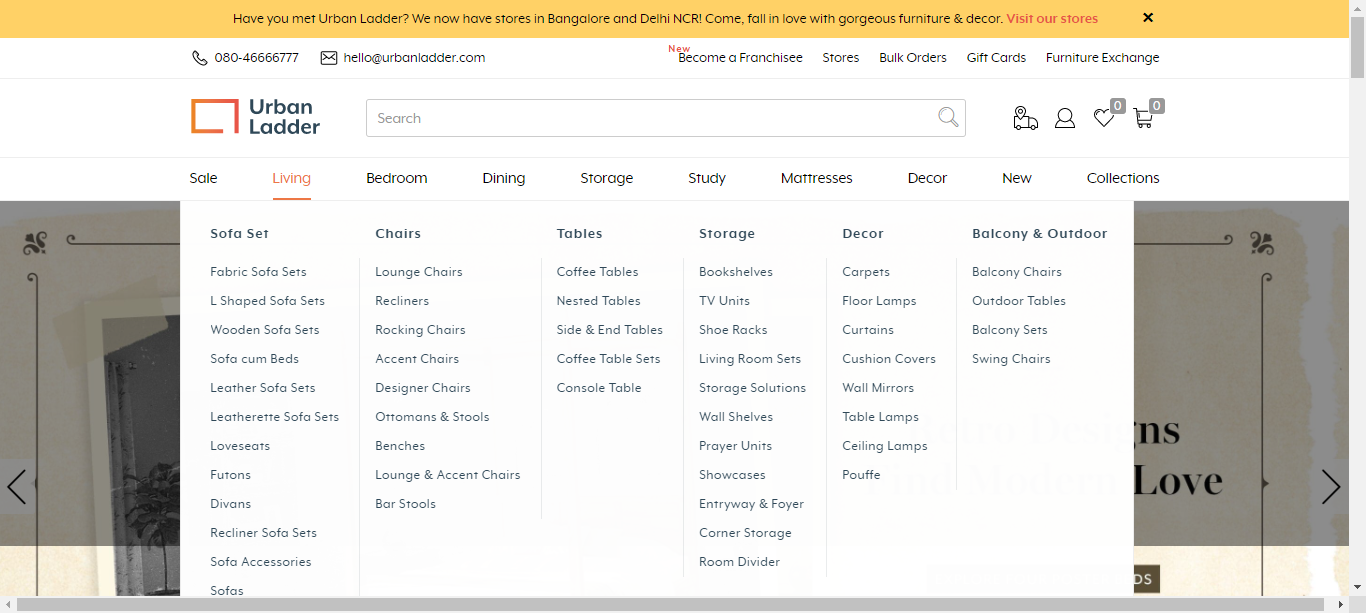 Have you met Urban Ladder? We now have stores in Bangalore and Delhi NCR! Come, fall in love with gorgeous furniture & decor. Visit our stores
080-46666777 hello@urbanladder.com New Become a Franchisee Stores Bulk Orders Gift Cards Furniture Exchange
Urban
Ladder
Search
0
0
Sale Living Bedroom Dining Storage Study Mattresses Decor New Collections
Sofa Set
Fabric Sofa Sets
L Shaped Sofa Sets
Wooden Sofa Sets
Sofa cum Beds
Leather Sofa Sets
Leatherette Sofa Sets
Loveseats
Futons
Divans
Recliner Sofa Sets
Sofa Accessories
Sofas
Chairs
Lounge Chairs
Recliners
Rocking Chairs
Accent Chairs
Designer Chairs
Ottomans & Stools
Benches
Lounge & Accent Chairs
Bar Stools
Tables
Coffee Tables
Nested Tables
Side & End Tables
Coffee Table Sets
Console Table
Storage
Bookshelves
TV Units
Shoe Racks
Living Room Sets
Storage Solutions
Wall Shelves
Prayer Units
Showcases
Entryway & Foyer
Corner Storage
Room Divider
Decor
Carpets
Floor Lamps
Curtains
Cushion Covers
Wall Mirrors
Table Lamps
Ceiling Lamps
Pouffe
Balcony & Outdoor
Balcony Chairs
Outdoor Tables
Balcony Sets
Swing Chairs
Designs
Modern Love